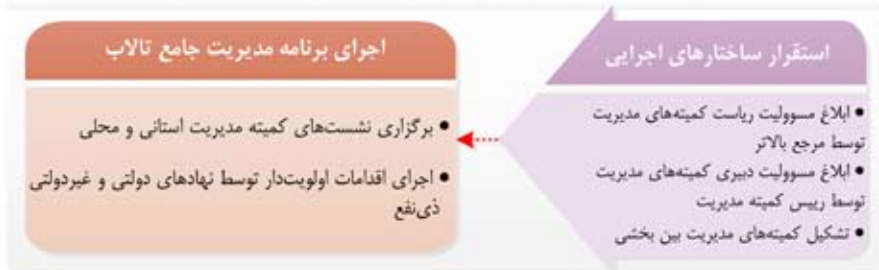 استقرار ساختارهای اجرایی
● ابلاغ مسوولیت ریاست کمیته‌های مدیریت
توسط مرجع بالاتر
● ابلاغ مسوولیت دبیری کمیته‌های مدیریت
توسط رییس کمیته مدیریت
● تشکیل کمیته‌های مدیریت بین بخشی
اجرای برنامه مدیریت جامع تالاب
● برگزاری نشست‌های کمیته مدیریت استانی و محلی
● اجرای اقدامات اولویت‌دار توسط نهادهای دولتی و غیردولتی
ذی‌نفع